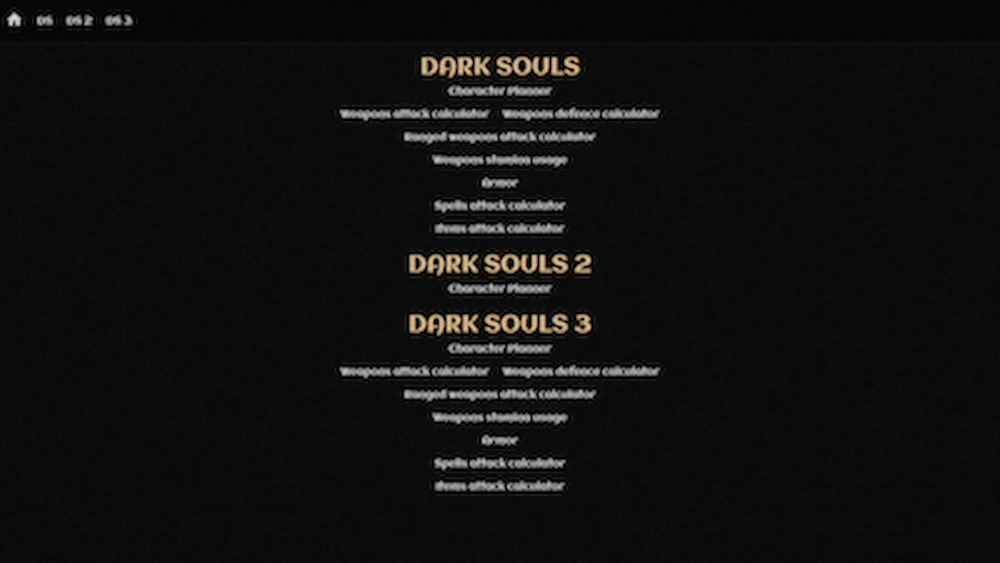 DS DS 2 DS 3
DARK SOULS
Character Planner
Weapons attack calculator Weapons defence calculator
Ranged weapons attack calculator
Weapons stamina usage
Armor
Spells attack calculator
Items attack calculator
DARK SOULS 2
Character Planner
DARK SOULS 3
Character Planner
Weapons attack calculator Weapons defence calculator
Ranged weapons attack calculator
Weapons stamina usage
Armor
Spells attack calculator
Items attack calculator